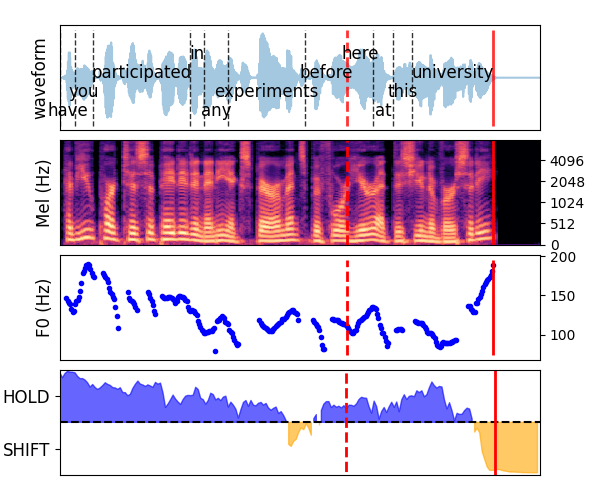 waveform
in here
participated before university
you experiments this
have any at
Mel (Hz)
4096
2048
1024
512
0
F0 (Hz)
200
150
100
HOLD
SHIFT